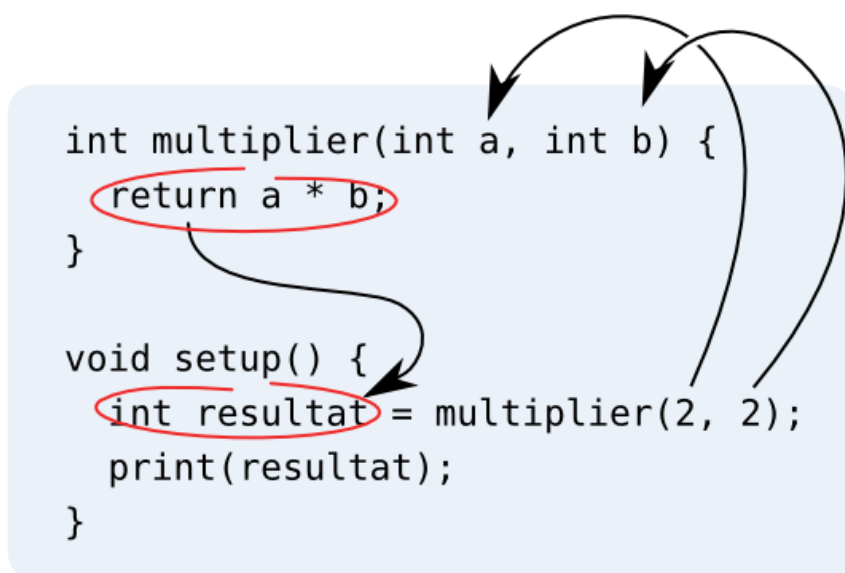 int multiplier(int a, int b) {
return a * b;
}
void setup() {
int resultat = multiplier(2, 2);
print(resultat);
}